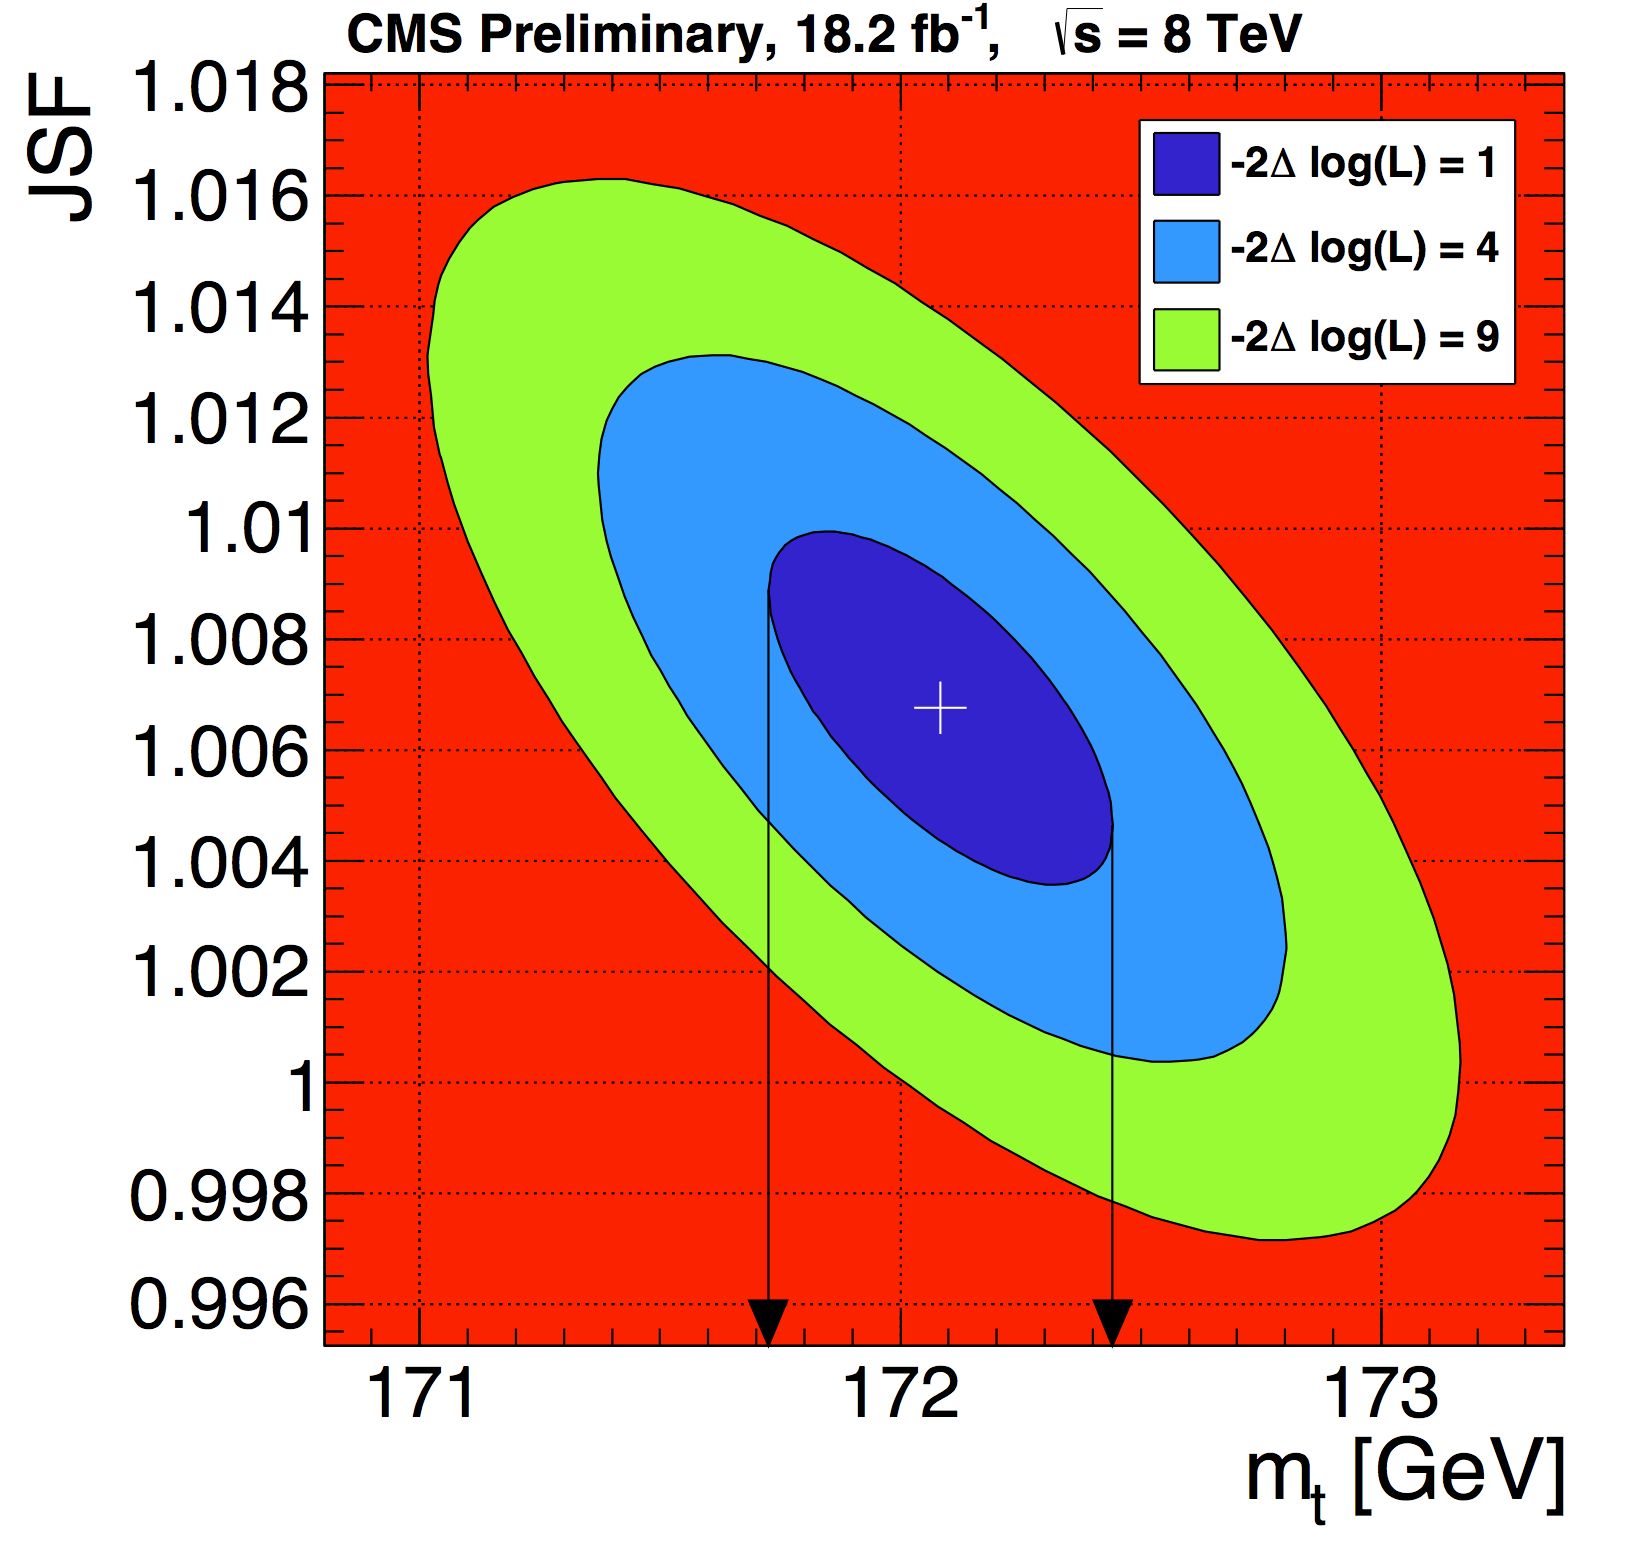 CMS Preliminary, 18.2 fb⁻¹, √s = 8 TeV
JSF
1.018
1.016
1.014
1.012
1.01
1.008
1.006
1.004
1.002
1
0.998
0.996
-2Δ log(L) = 1
-2Δ log(L) = 4
-2Δ log(L) = 9
171 172 173
mₜ [GeV]